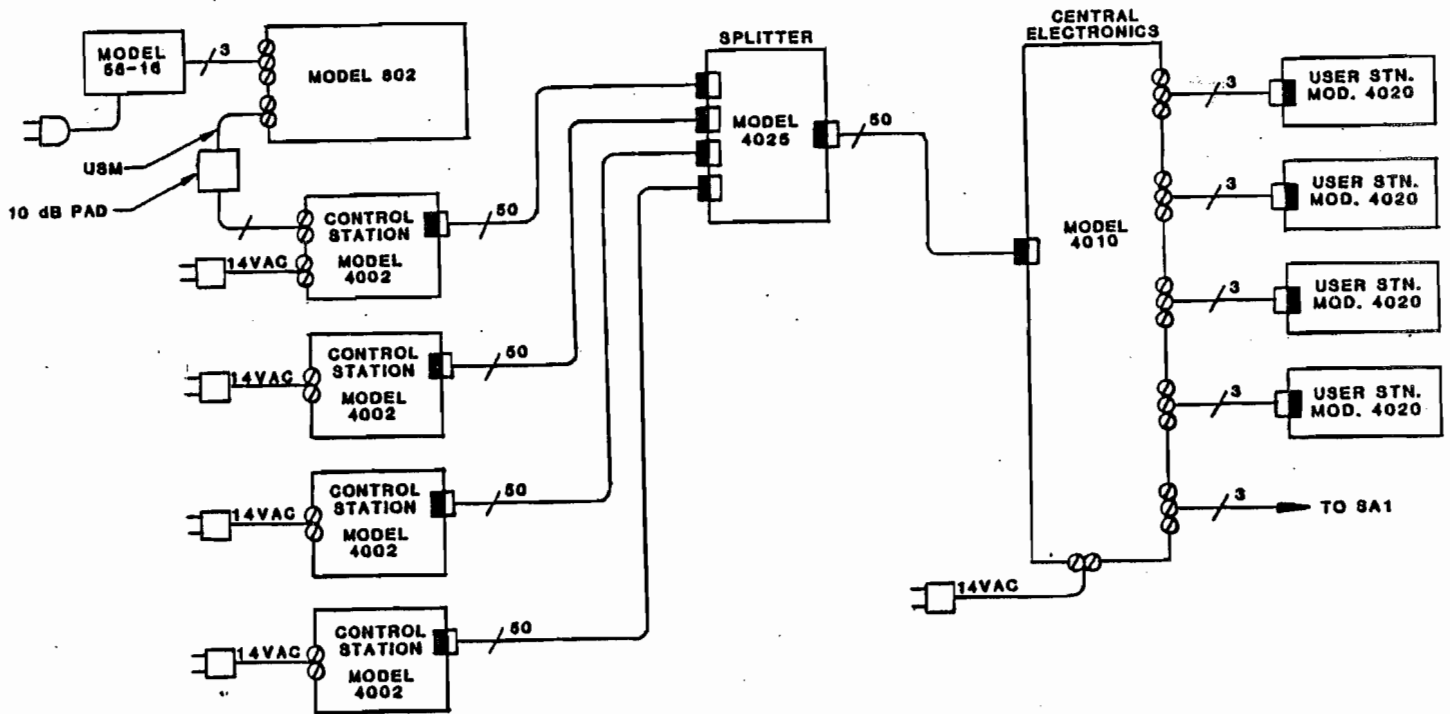 MODEL
56-16
3
MODEL 802
USM
10 dB PAD
CONTROL
STATION
MODEL
4002
14VAC
50
CONTROL
STATION
MODEL
4002
14VAC
50
CONTROL
STATION
MODEL
4002
14VAC
50
CONTROL
STATION
MODEL
4002
14VAC
50
SPLITTER
MODEL
4025
50
CENTRAL
ELECTRONICS
MODEL
4010
14VAC
3
USER STN.
MOD. 4020
3
USER STN.
MOD. 4020
3
USER STN.
MOD. 4020
3
USER STN.
MOD. 4020
3
TO SA1